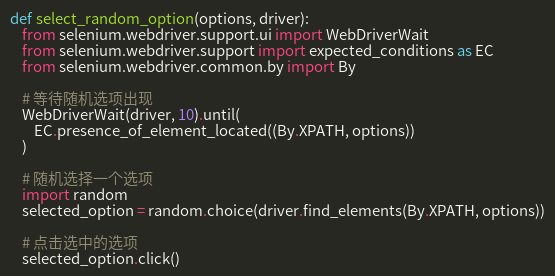 def select_random_option(options, driver):
from selenium.webdriver.support.ui import WebDriverWait
from selenium.webdriver.support import expected_conditions as EC
from selenium.webdriver.common.by import By
# 等待随机选项出现
WebDriverWait(driver, 10).until(
EC.presence_of_element_located((By.XPATH, options))
)
# 随机选择一个选项
import random
selected_option = random.choice(driver.find_elements(By.XPATH, options))
# 点击选中的选项
selected_option.click()